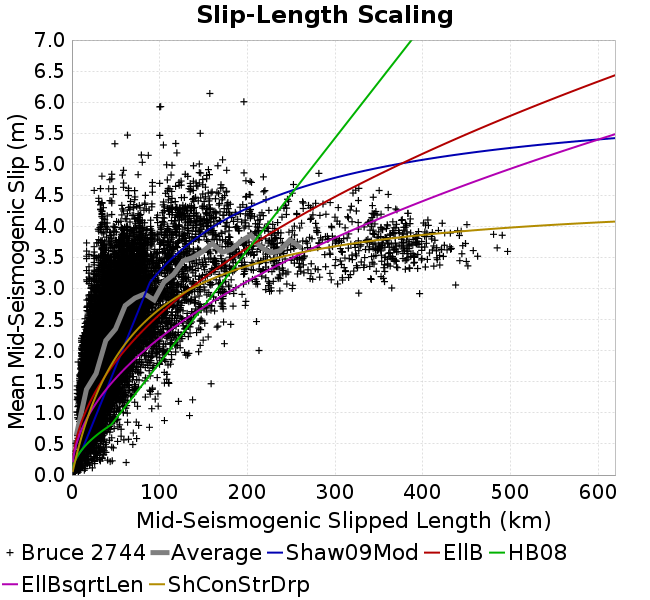 Slip-Length Scaling
Mean Mid-Seismogenic Slip (m)
7.0
6.5
6.0
5.5
5.0
4.5
4.0
3.5
3.0
2.5
2.0
1.5
1.0
0.5
0.0
0 100 200 300 400 500 600
Mid-Seismogenic Slipped Length (km)
Bruce 2744 Average Shaw09Mod EllB HB08
EllBsqrtLen ShConStrDrp